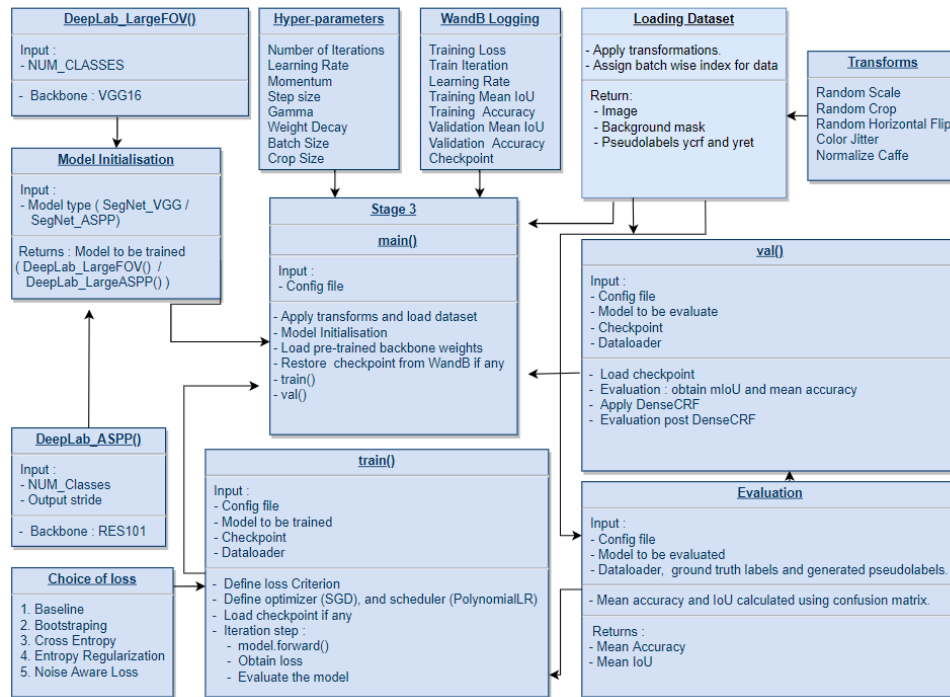 DeepLab_LargeFOV()
Input :
- NUM_CLASSES
- Backbone : VGG16
Hyper-parameters
Number of Iterations
Learning Rate
Momentum
Step size
Gamma
Weight Decay
Batch Size
Crop Size
WandB Logging
Training Loss
Train Iteration
Learning Rate
Training Mean IoU
Training Accuracy
Validation Mean IoU
Validation Accuracy
Checkpoint
Loading Dataset
- Apply transformations.
- Assign batch wise index for data
Return:
- Image
- Background mask
- Pseudolabels ycrf and yret
Transforms
Random Scale
Random Crop
Random Horizontal Flip
Color Jitter
Normalize Caffe
Model Initialisation
Input :
- Model type ( SegNet_VGG /
SegNet_ASPP)
Returns : Model to be trained
( DeepLab_LargeFOV() /
DeepLab_LargeASPP() )
Stage 3
main()
Input :
- Config file
- Apply transforms and load dataset
- Model Initialisation
- Load pre-trained backbone weights
- Restore checkpoint from WandB if any
- train()
- val()
val()
Input :
- Config file
- Model to be evaluate
- Checkpoint
- Dataloader
- Load checkpoint
- Evaluation : obtain mIoU and mean accuracy
- Apply DenseCRF
- Evaluation post DenseCRF
DeepLab_ASPP()
Input :
- NUM_Classes
- Output stride
- Backbone : RES101
train()
Input :
- Config file
- Model to be trained
- Checkpoint
- Dataloader
- Define loss Criterion
- Define optimizer (SGD), and scheduler (PolynomialLR)
- Load checkpoint if any
- Iteration step :
- model.forward()
- Obtain loss
- Evaluate the model
Evaluation
Input :
- Config file
- Model to be evaluated
- Dataloader, ground truth labels and generated pseudolabels.
- Mean accuracy and IoU calculated using confusion matrix.
Returns :
- Mean Accuracy
- Mean IoU
Choice of loss
1. Baseline
2. Bootstraping
3. Cross Entropy
4. Entropy Regularization
5. Noise Aware Loss